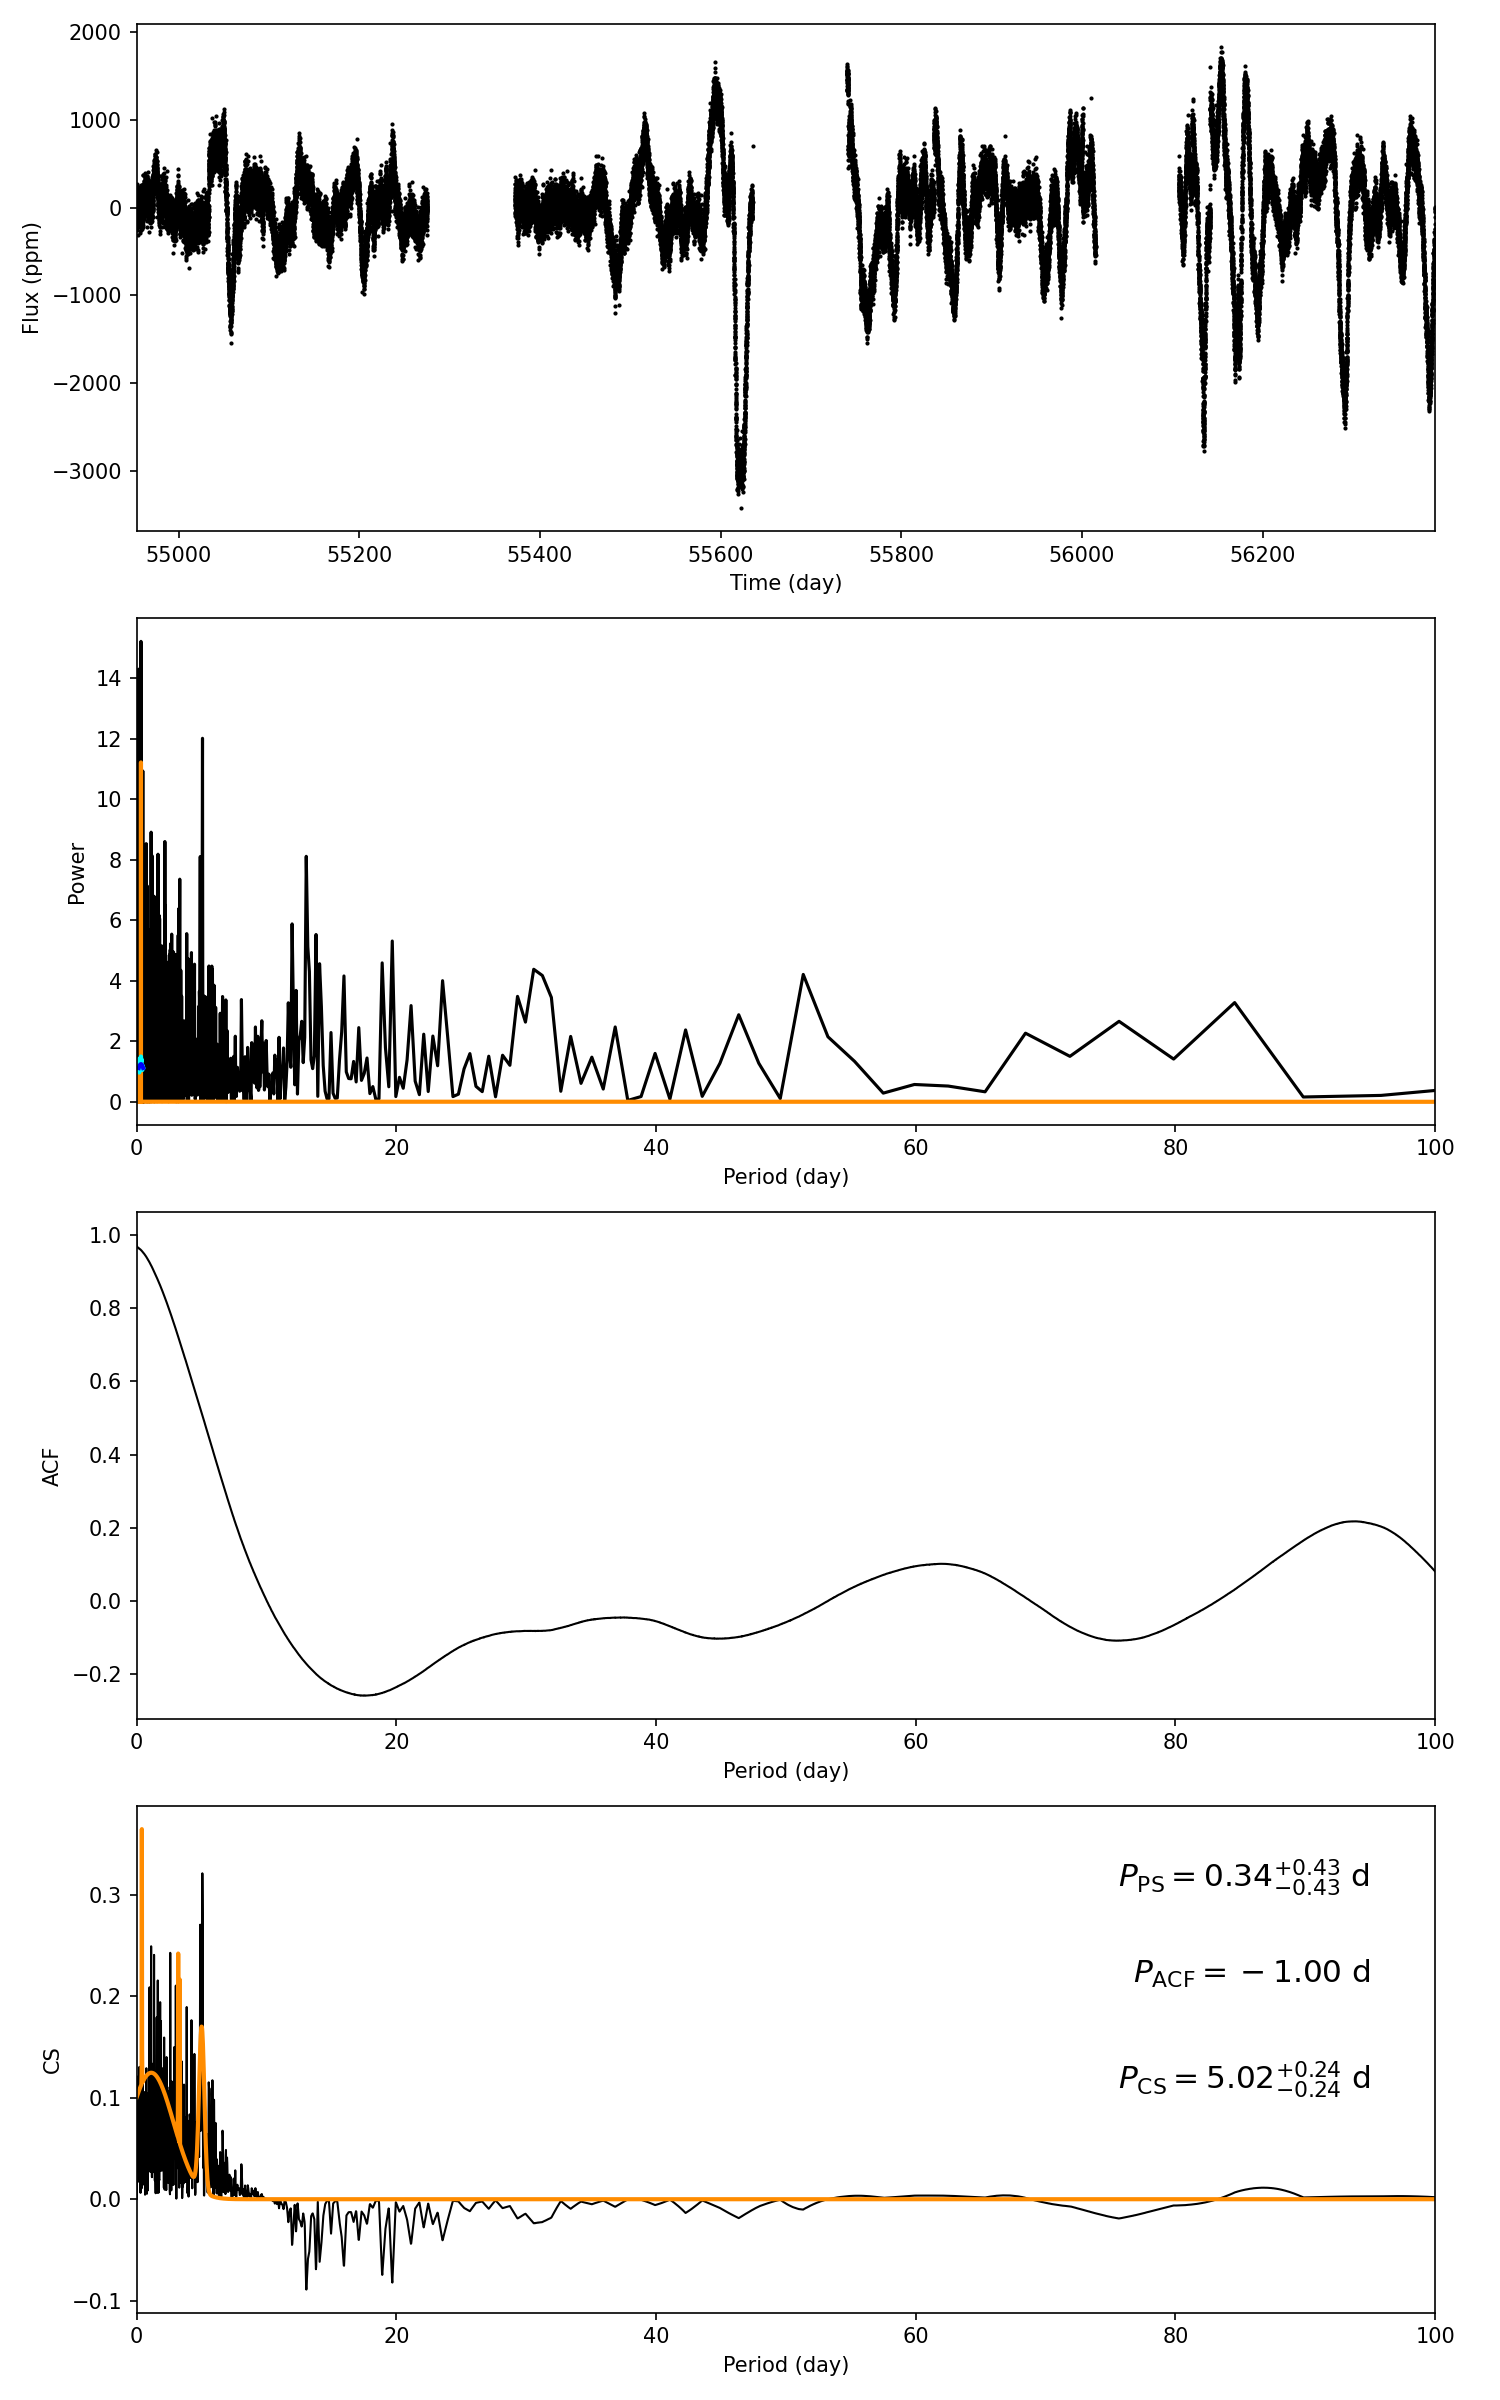 2000
1000
0
−1000
−2000
−3000
Flux (ppm)
55000 55200 55400 55600 55800 56000 56200
Time (day)
14
12
10
8
6
4
2
0
Power
0 20 40 60 80 100
Period (day)
1.0
0.8
0.6
0.4
0.2
0.0
−0.2
ACF
0 20 40 60 80 100
Period (day)
0.3
0.2
0.1
0.0
−0.1
CS
P_PS = 0.34^{+0.43}_{−0.43} d
P_ACF = −1.00 d
P_CS = 5.02^{+0.24}_{−0.24} d
0 20 40 60 80 100
Period (day)